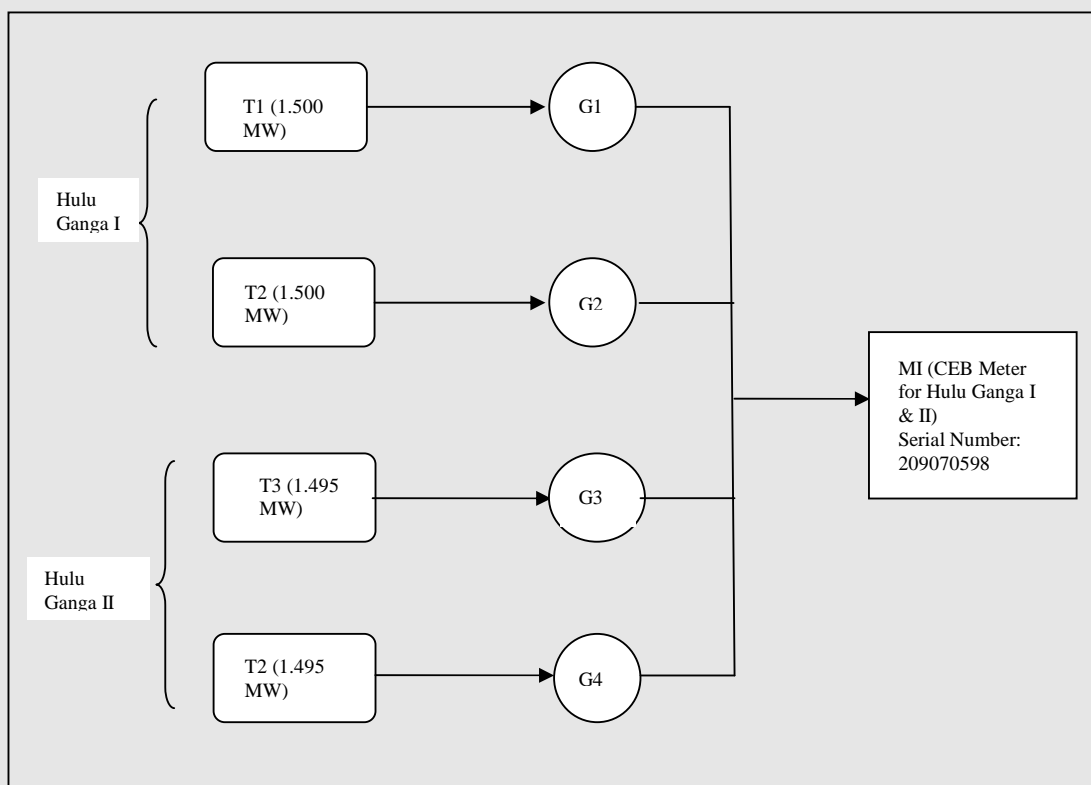 T1 (1.500
MW)
G1
Hulu
Ganga I
T2 (1.500
MW)
G2
MI (CEB Meter
for Hulu Ganga I
& II)
Serial Number:
209070598
T3 (1.495
MW)
G3
Hulu
Ganga II
T2 (1.495
MW)
G4